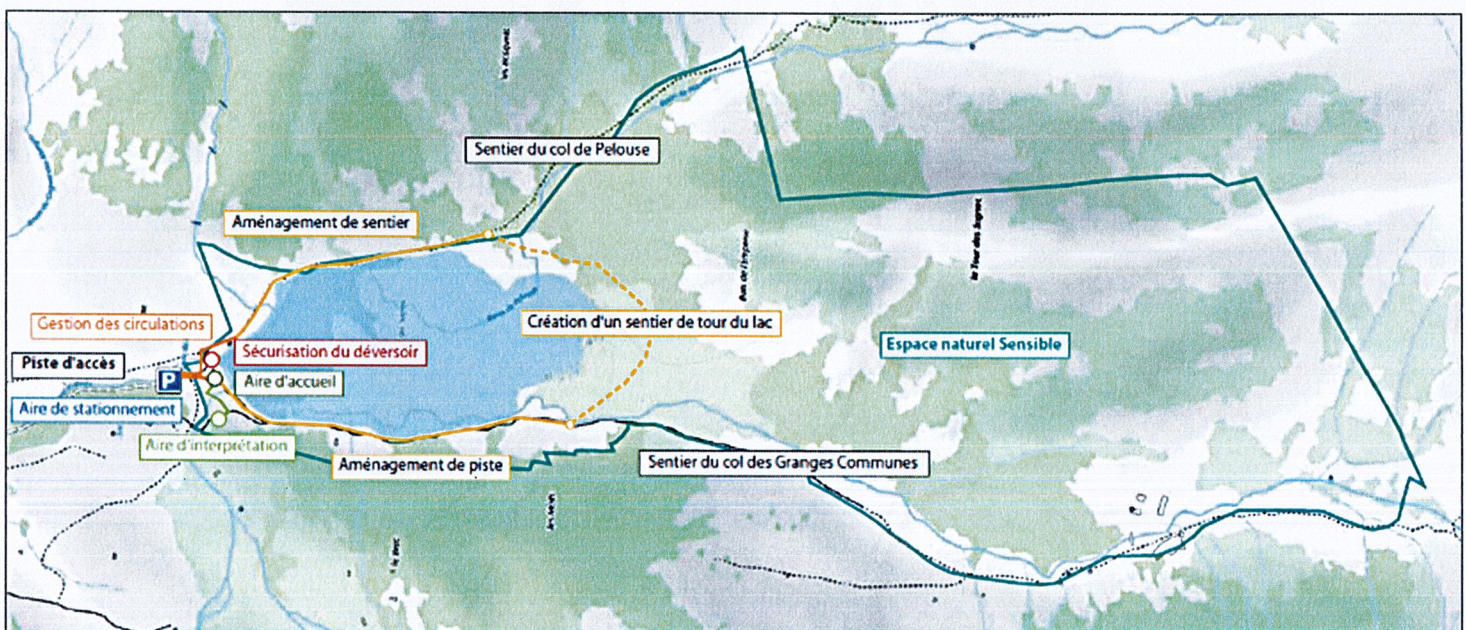 Sentier du col de Pelouse
Aménagement de sentier
Création d'un sentier de tour du lac
Gestion des circulations
Sécurisation du déversoir
Piste d'accès
P
Aire d'accueil
Aire de stationnement
Aire d'interprétation
Aménagement de piste
Espace naturel Sensible
Sentier du col des Granges Communes